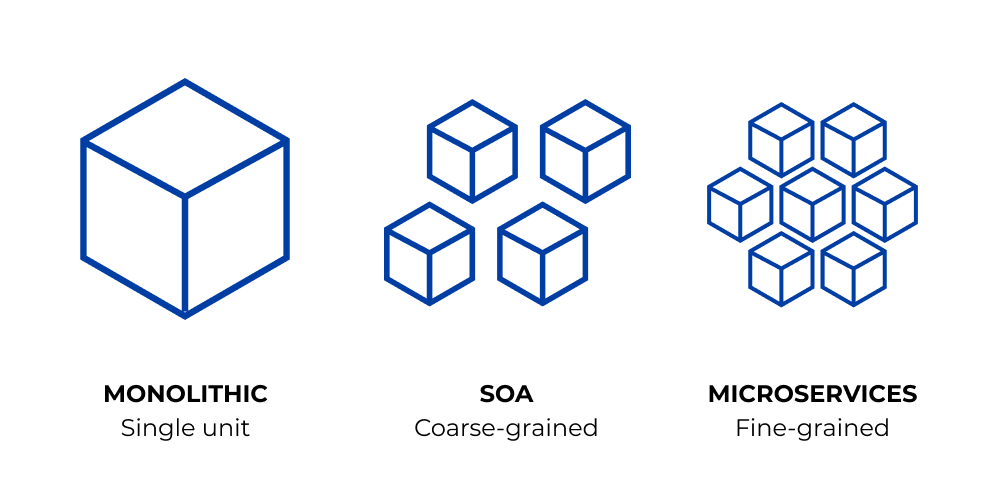 MONOLITHIC
Single unit
SOA
Coarse-grained
MICROSERVICES
Fine-grained